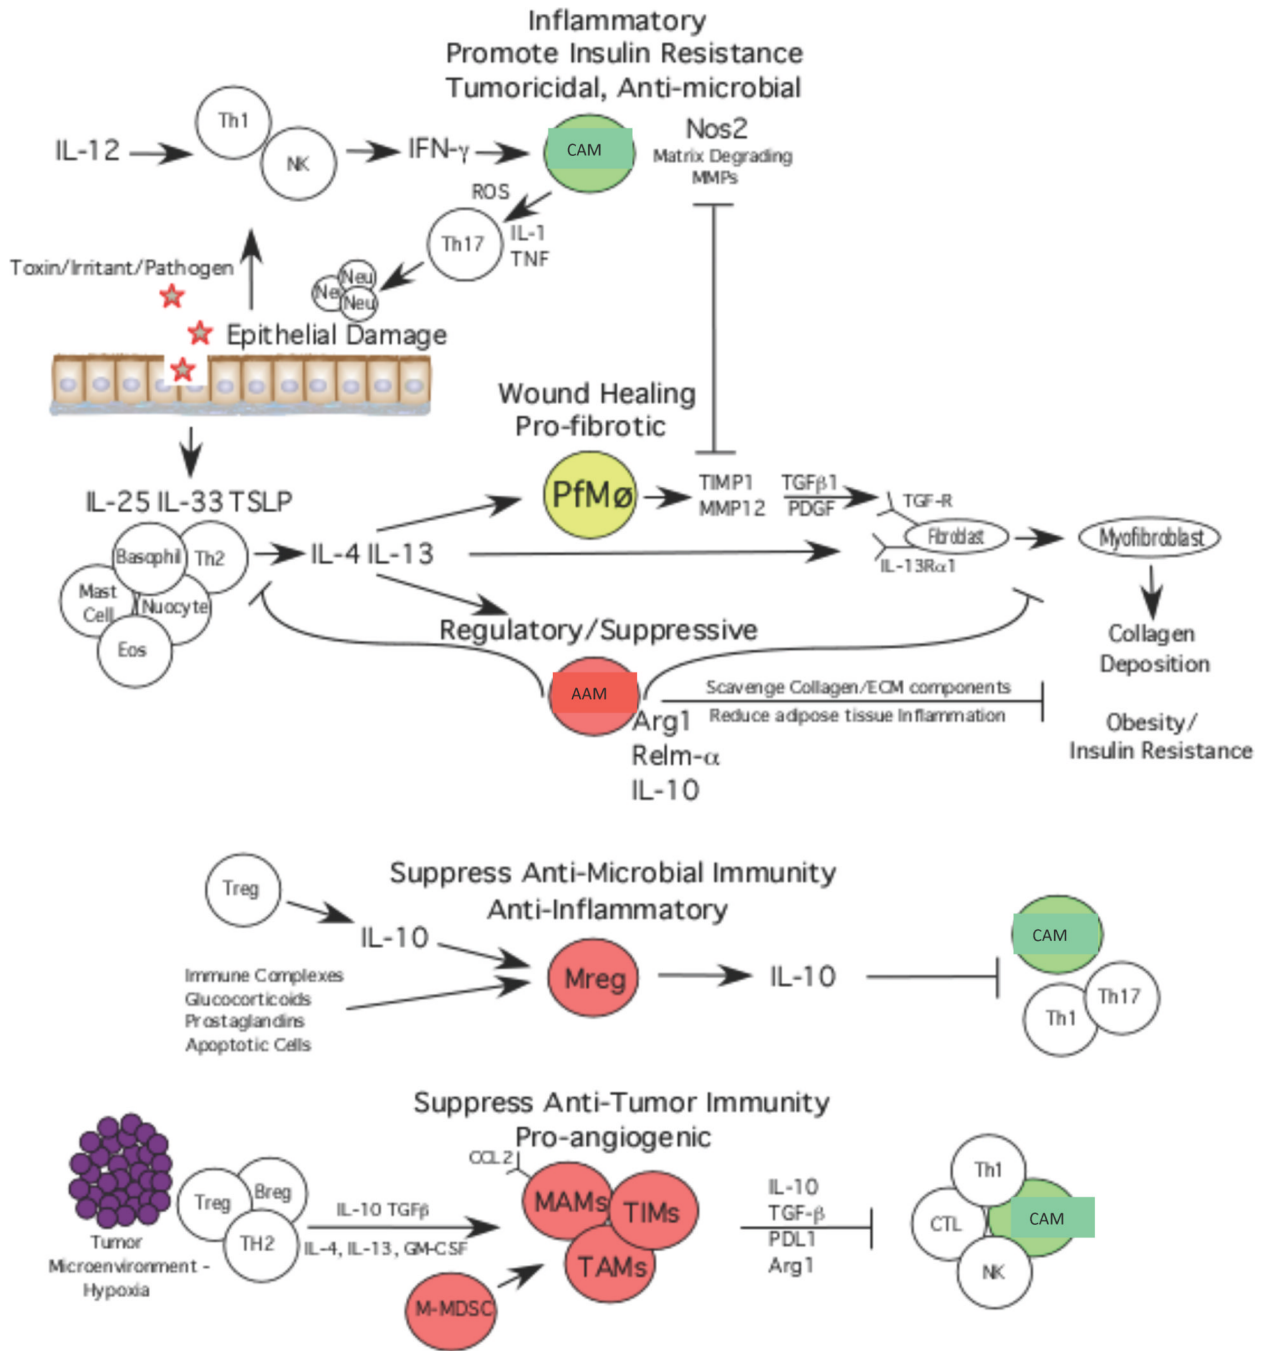 Inflammatory
Promote Insulin Resistance
Tumoricidal, Anti-microbial
IL-12
Th1
NK
IFN-γ
CAM
Nos2
Matrix Degrading
MMPs
ROS
Th17
IL-1
TNF
Toxin/Irritant/Pathogen
Neu
Ne
Neu
Epithelial Damage
Wound Healing
Pro-fibrotic
PfMø
TIMP1
MMP12
TGFβ1
PDGF
TGF-R
Fibroblast
IL-13Rα1
Myofibroblast
IL-25 IL-33 TSLP
Basophil
Th2
Mast
Cell
Nuocyte
Eos
IL-4 IL-13
Regulatory/Suppressive
AAM
Arg1
Relm-α
IL-10
Scavenge Collagen/ECM components
Reduce adipose tissue Inflammation
Collagen
Deposition
Obesity/
Insulin Resistance
Suppress Anti-Microbial Immunity
Anti-Inflammatory
Treg
IL-10
Immune Complexes
Glucocorticoids
Prostaglandins
Apoptotic Cells
Mreg
IL-10
CAM
Th1
Th17
Suppress Anti-Tumor Immunity
Pro-angiogenic
Tumor
Microenvironment -
Hypoxia
Treg
Breg
TH2
IL-10 TGFβ
IL-4, IL-13, GM-CSF
CCL2
MAMs
TIMs
TAMs
M-MDSC
IL-10
TGF-β
PDL1
Arg1
Th1
CTL
CAM
NK